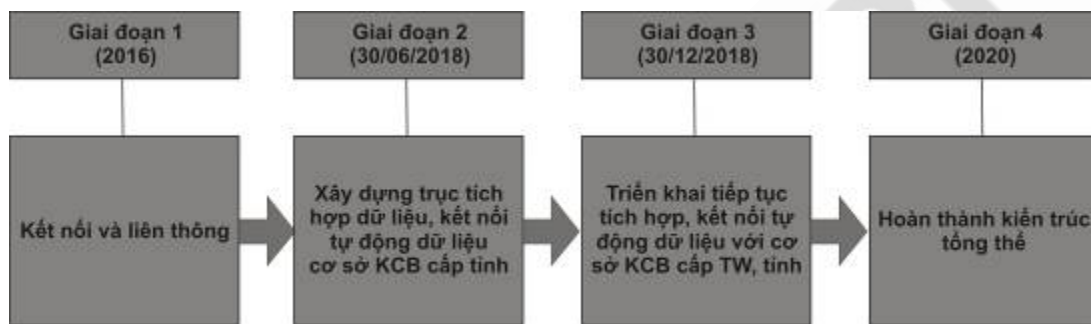 Giai đoạn 1
(2016)
Giai đoạn 2
(30/06/2018)
Giai đoạn 3
(30/12/2018)
Giai đoạn 4
(2020)
Kết nối và liên thông
Xây dựng trục tích
hợp dữ liệu, kết nối
tự động dữ liệu
cơ sở KCB cấp tỉnh
Triển khai tiếp tục
tích hợp, kết nối tự
động dữ liệu với cơ
sở KCB cấp TW, tỉnh
Hoàn thành kiến trúc
tổng thể